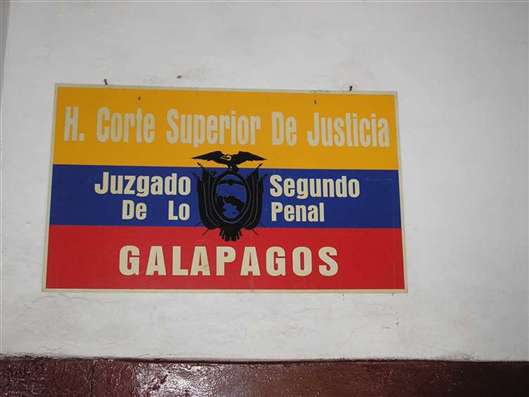 H. Corte Superior De Justicia
Juzgado Segundo
De Lo Penal
GALAPAGOS